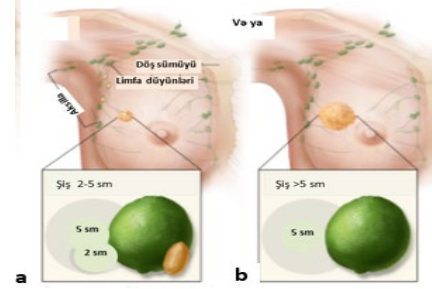 Və ya
Döş sümüyü
Limfa düyünləri
Aksilla
Şiş 2-5 sm
5 sm
2 sm
a
Şiş >5 sm
5 sm
b